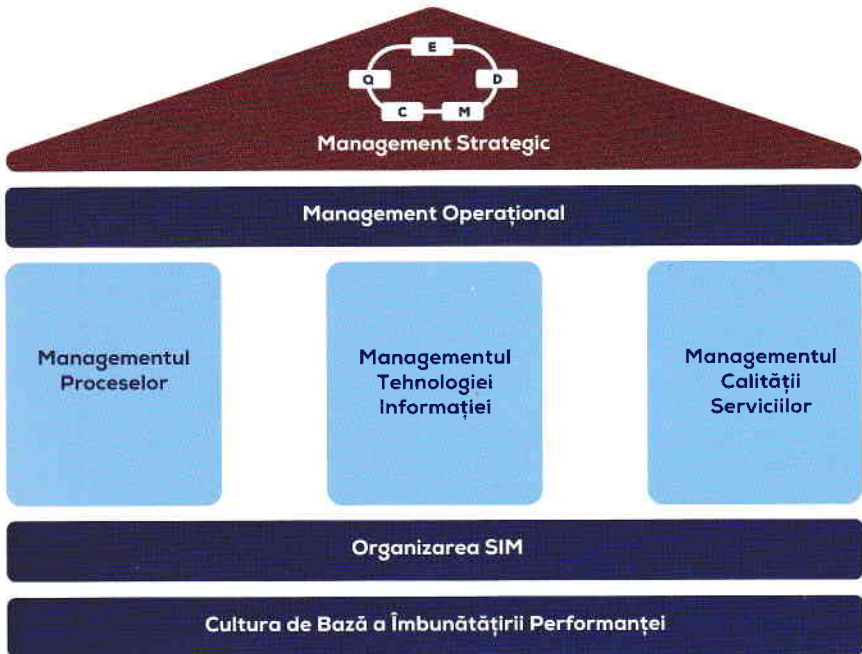 E
Q
D
C
M
Management Strategic
Management Operațional
Managementul
Proceselor
Managementul
Tehnologiei
Informației
Managementul
Calității
Serviciilor
Organizarea SIM
Cultura de Bază a Îmbunătățirii Performanței